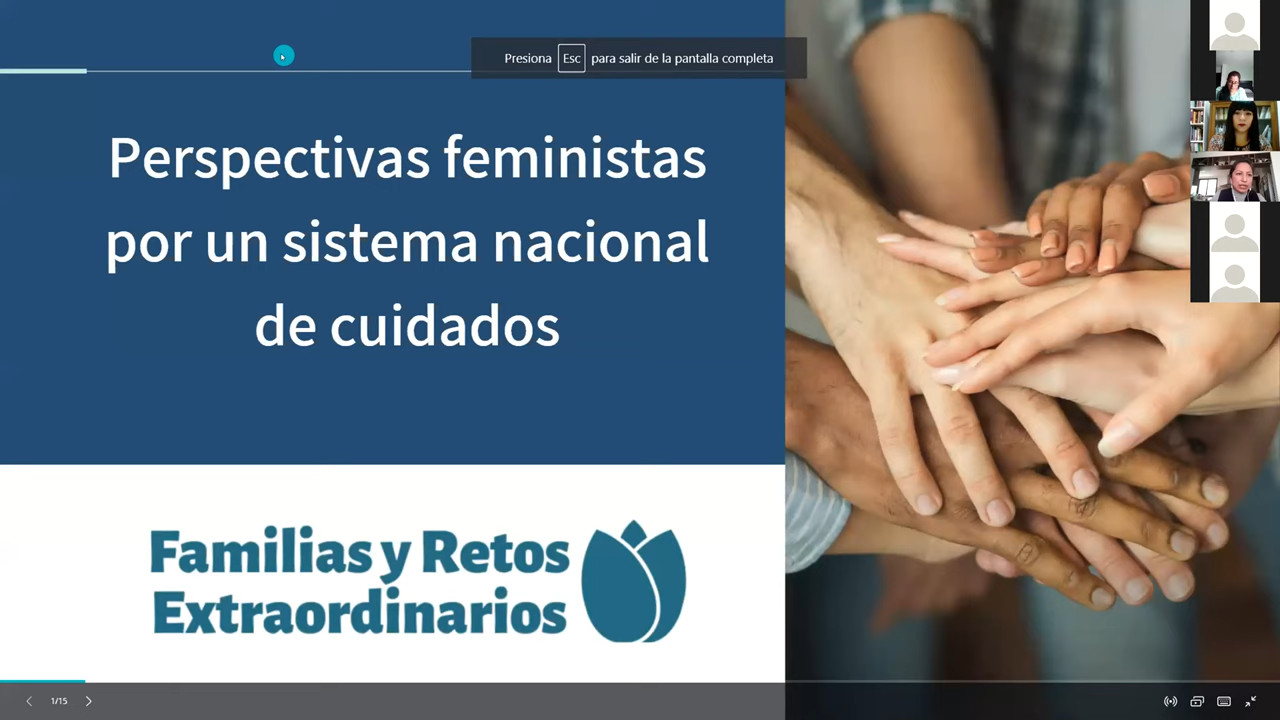 Presiona Esc para salir de la pantalla completa
Perspectivas feministas
por un sistema nacional
de cuidados
Familias y Retos
Extraordinarios
1/15